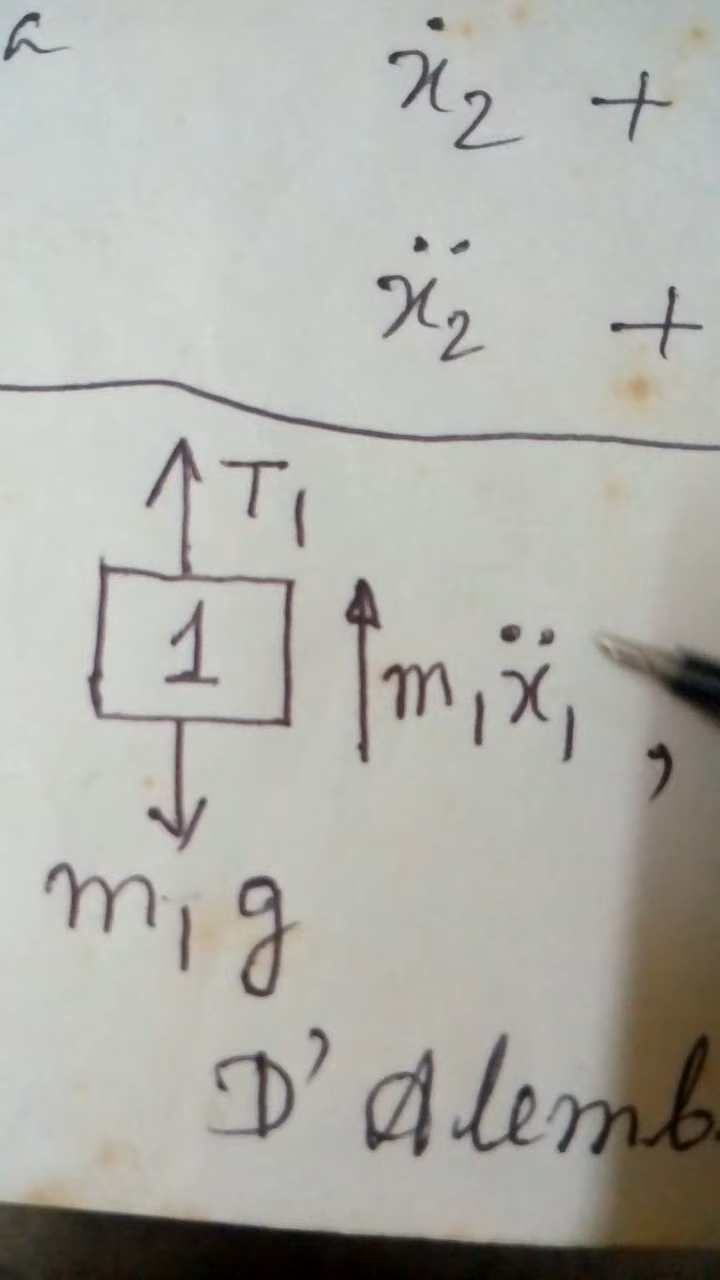 ẋ₂ +
ẍ₂ +
T₁
1
m₁ẍ₁ ,
m₁g
D'Alemb